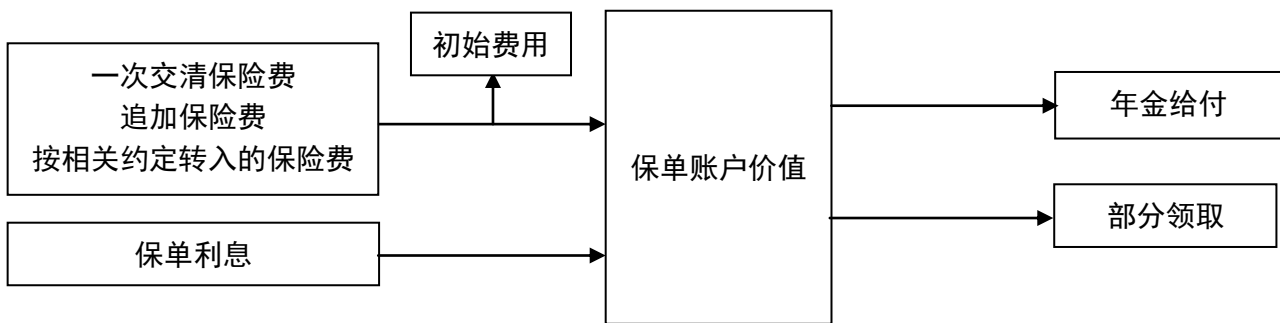 初始费用
一次交清保险费
追加保险费
按相关约定转入的保险费
保单利息
保单账户价值
年金给付
部分领取